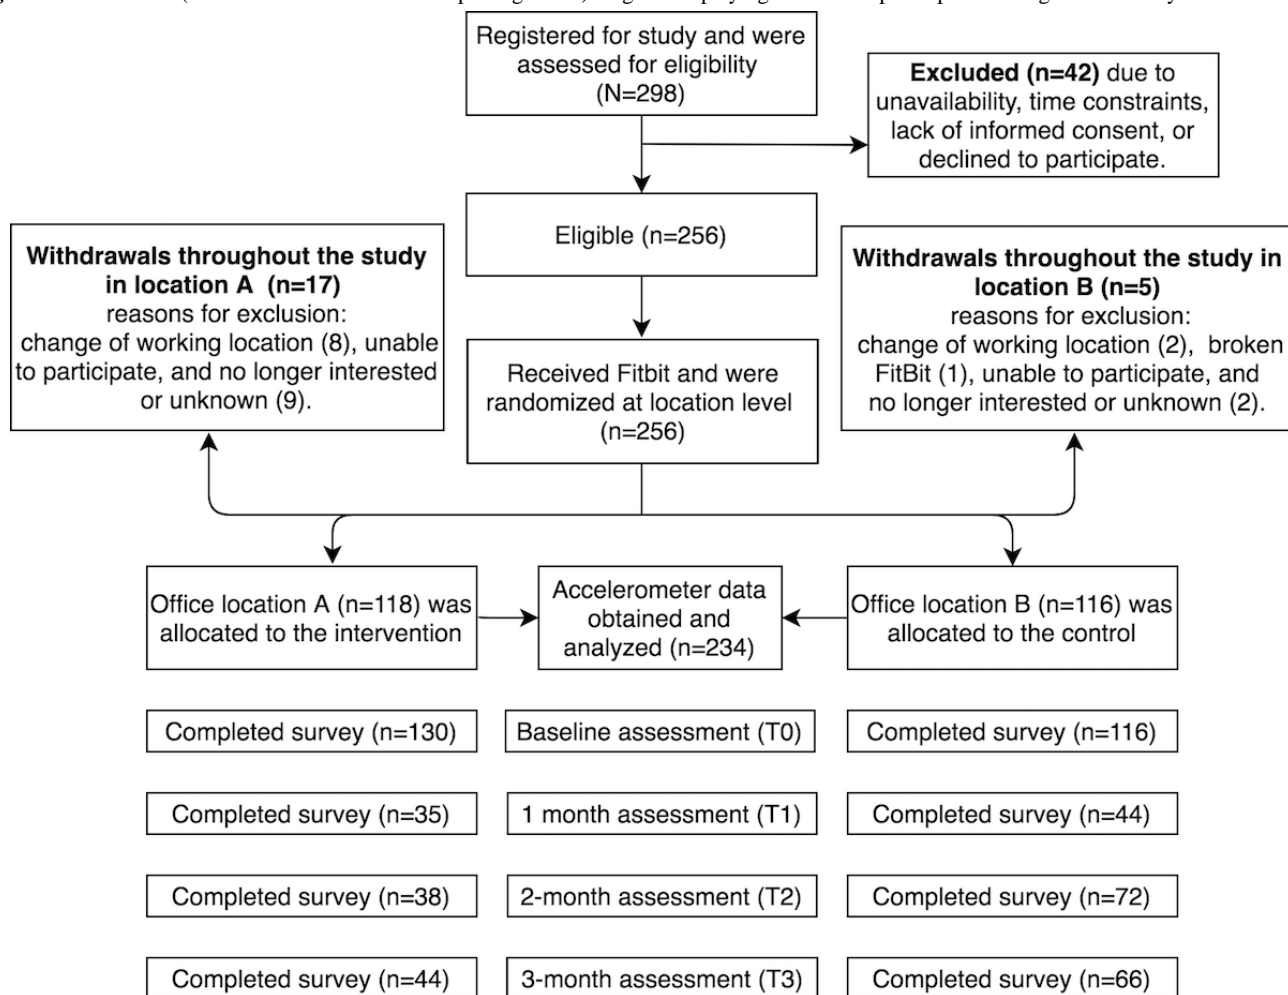 Registered for study and were
assessed for eligibility
(N=298)
Excluded (n=42) due to
unavailability, time constraints,
lack of informed consent, or
declined to participate.
Eligible (n=256)
Withdrawals throughout the study
in location A (n=17)
reasons for exclusion:
change of working location (8), unable
to participate, and no longer interested
or unknown (9).
Withdrawals throughout the study in
location B (n=5)
reasons for exclusion:
change of working location (2), broken
FitBit (1), unable to participate, and
no longer interested or unknown (2).
Received Fitbit and were
randomized at location level
(n=256)
Office location A (n=118) was
allocated to the intervention
Accelerometer data
obtained and
analyzed (n=234)
Office location B (n=116) was
allocated to the control
Completed survey (n=130)
Baseline assessment (T0)
Completed survey (n=116)
Completed survey (n=35)
1 month assessment (T1)
Completed survey (n=44)
Completed survey (n=38)
2-month assessment (T2)
Completed survey (n=72)
Completed survey (n=44)
3-month assessment (T3)
Completed survey (n=66)